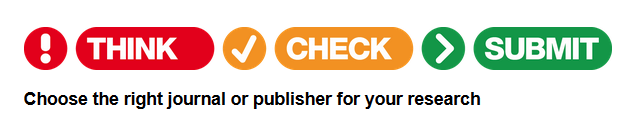 THINK CHECK SUBMIT
Choose the right journal or publisher for your research